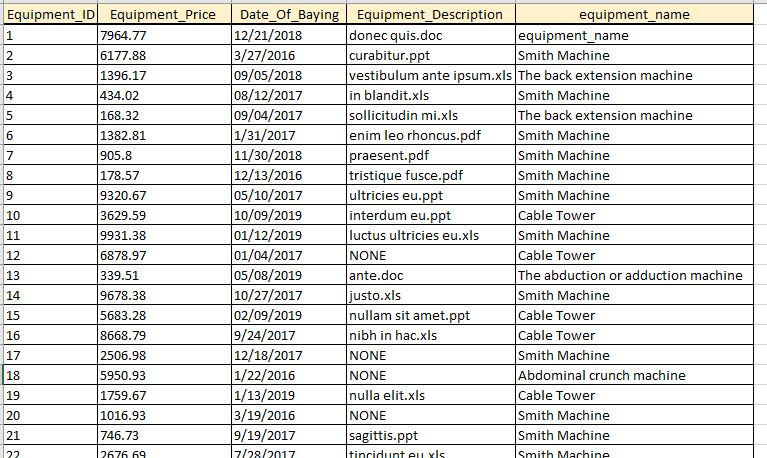 Equipment_ID Equipment_Price Date_Of_Baying Equipment_Description equipment_name
1 7964.77 12/21/2018 donec quis.doc equipment_name
2 6177.88 3/27/2016 curabitur.ppt Smith Machine
3 1396.17 09/05/2018 vestibulum ante ipsum.xls The back extension machine
4 434.02 08/12/2017 in blandit.xls Smith Machine
5 168.32 09/04/2017 sollicitudin mi.xls The back extension machine
6 1382.81 1/31/2017 enim leo rhoncus.pdf Smith Machine
7 905.8 11/30/2018 praesent.pdf Smith Machine
8 178.57 12/13/2016 tristique fusce.pdf Smith Machine
9 9320.67 05/10/2017 ultricies eu.ppt Smith Machine
10 3629.59 10/09/2019 interdum eu.ppt Cable Tower
11 9931.38 01/12/2019 luctus ultricies eu.xls Smith Machine
12 6878.97 01/04/2017 NONE Cable Tower
13 339.51 05/08/2019 ante.doc The abduction or adduction machine
14 9678.38 10/27/2017 justo.xls Smith Machine
15 5683.28 02/09/2019 nullam sit amet.ppt Cable Tower
16 8668.79 9/24/2017 nibh in hac.xls Cable Tower
17 2506.98 12/18/2017 NONE Smith Machine
18 5950.93 1/22/2016 NONE Abdominal crunch machine
19 1759.67 1/13/2019 nulla elit.xls Cable Tower
20 1016.93 3/19/2016 NONE Smith Machine
21 746.73 9/19/2017 sagittis.ppt Smith Machine
22 2676.69 7/28/2017 tincidunt eu.xls Smith Machine